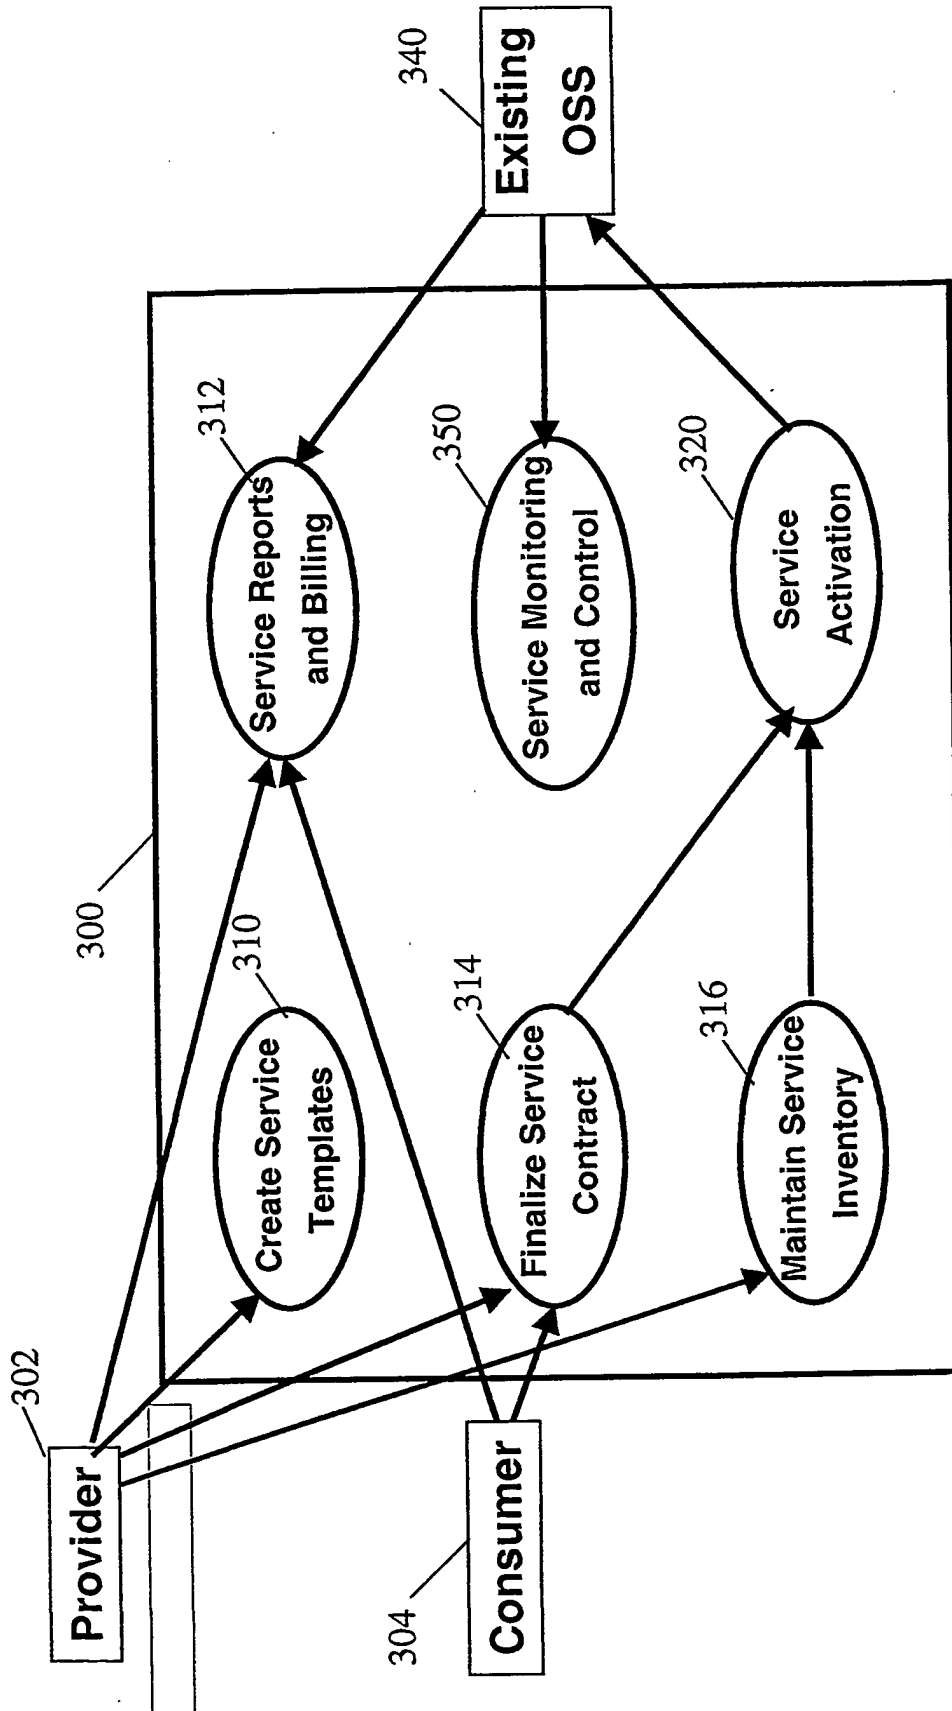 302
Provider
300
310
Create Service
Templates
312
Service Reports
and Billing
340
Existing
OSS
304
Consumer
314
Finalize Service
Contract
350
Service Monitoring
and Control
316
Maintain Service
Inventory
320
Service
Activation